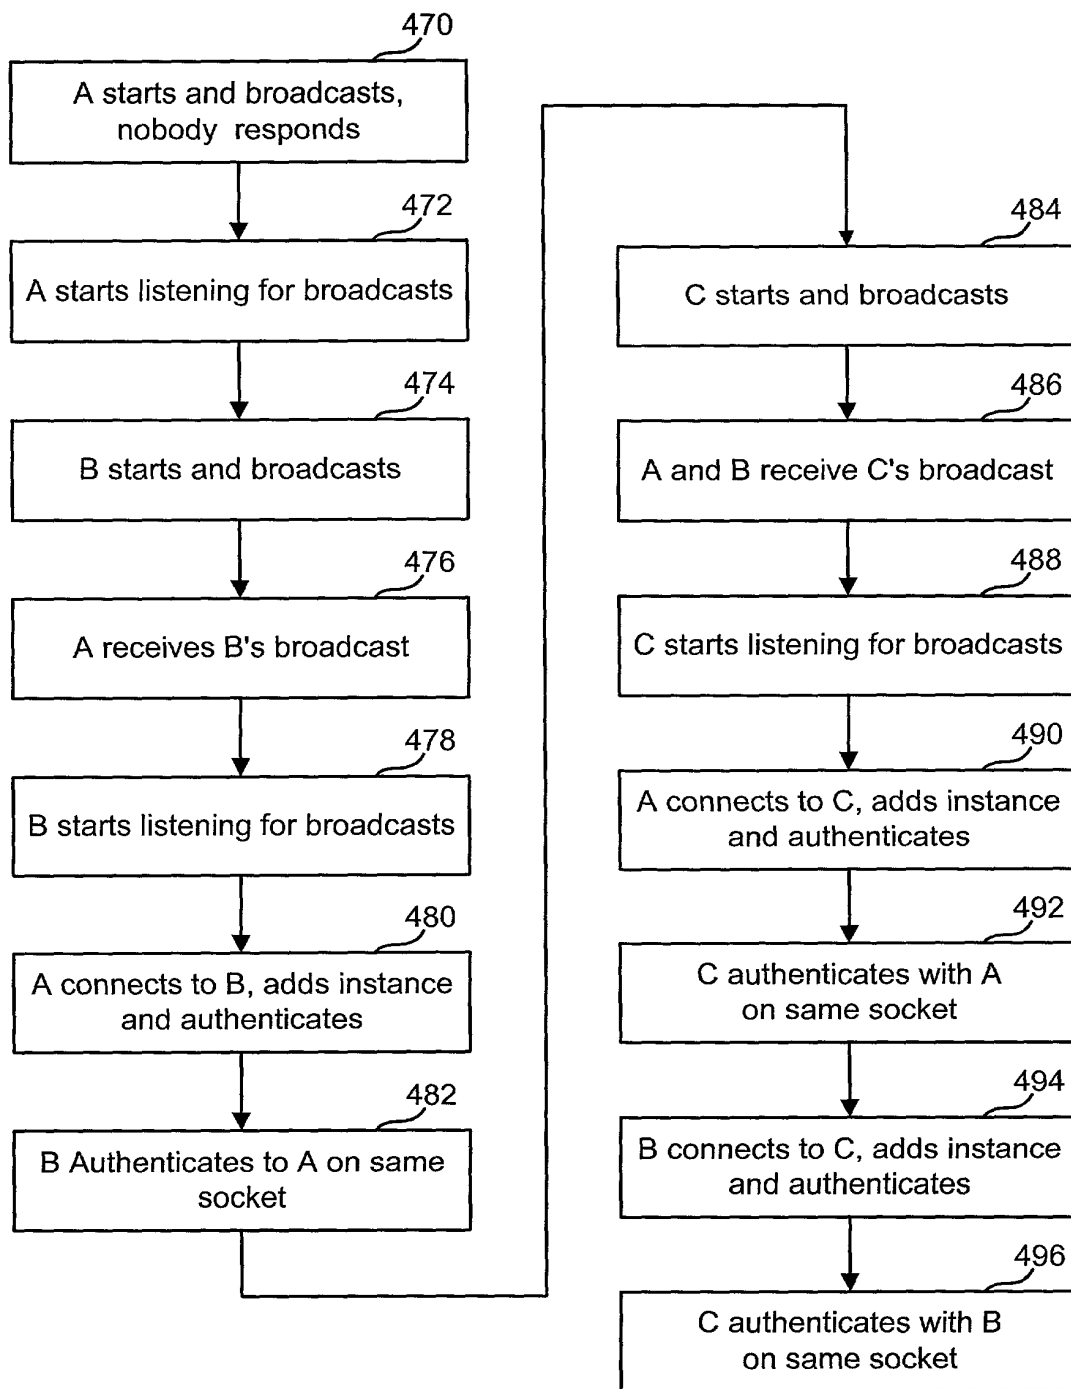 470
A starts and broadcasts,
nobody responds
472
A starts listening for broadcasts
474
B starts and broadcasts
476
A receives B's broadcast
478
B starts listening for broadcasts
480
A connects to B, adds instance
and authenticates
482
B Authenticates to A on same
socket
484
C starts and broadcasts
486
A and B receive C's broadcast
488
C starts listening for broadcasts
490
A connects to C, adds instance
and authenticates
492
C authenticates with A
on same socket
494
B connects to C, adds instance
and authenticates
496
C authenticates with B
on same socket